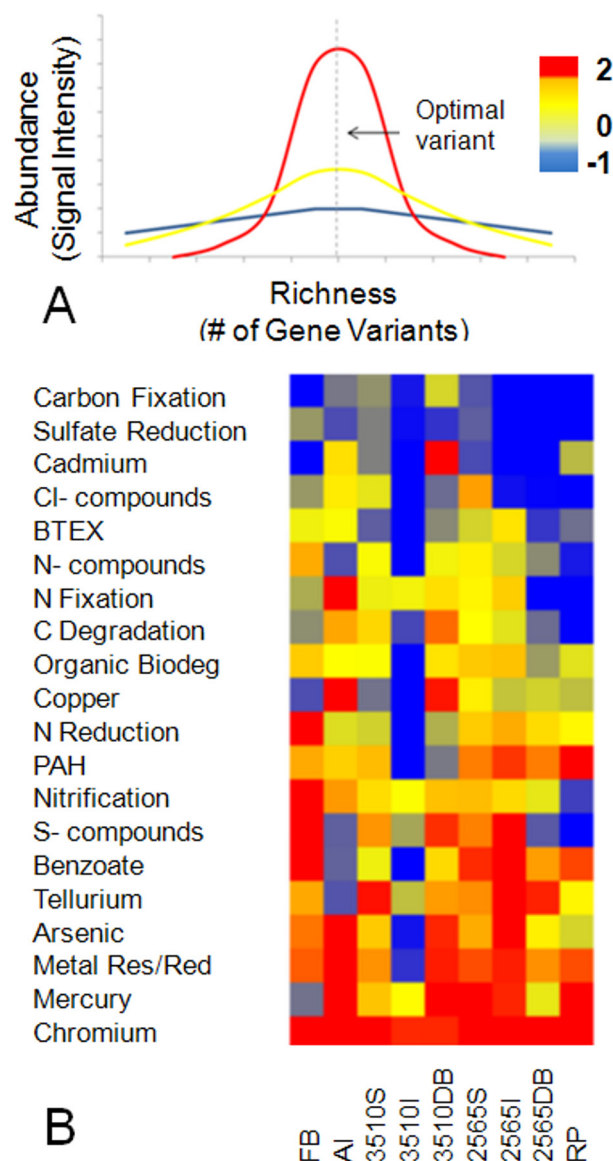 Abundance
(Signal Intensity)
Optimal
variant
2
0
-1
Richness
(# of Gene Variants)
A
Carbon Fixation
Sulfate Reduction
Cadmium
Cl- compounds
BTEX
N- compounds
N Fixation
C Degradation
Organic Biodeg
Copper
N Reduction
PAH
Nitrification
S- compounds
Benzoate
Tellurium
Arsenic
Metal Res/Red
Mercury
Chromium
B
FB
AI
3510S
3510I
3510DB
2565S
2565I
2565DB
RP